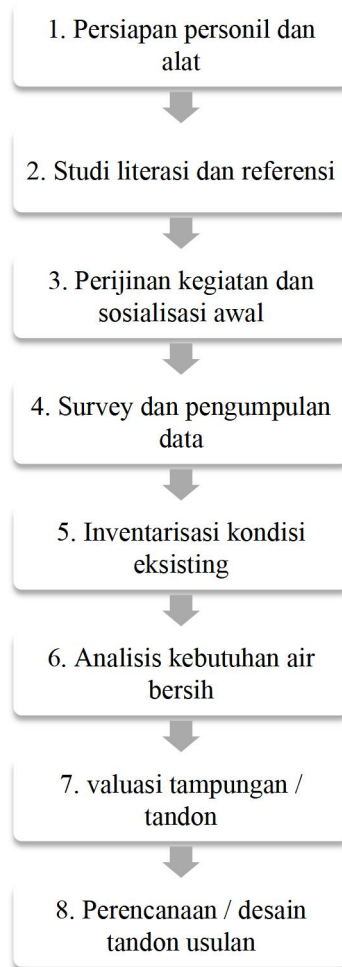 1. Persiapan personil dan
alat
2. Studi literasi dan referensi
3. Perijinan kegiatan dan
sosialisasi awal
4. Survey dan pengumpulan
data
5. Inventarisasi kondisi
eksisting
6. Analisis kebutuhan air
bersih
7. valuasi tampungan /
tandon
8. Perencanaan / desain
tandon usulan